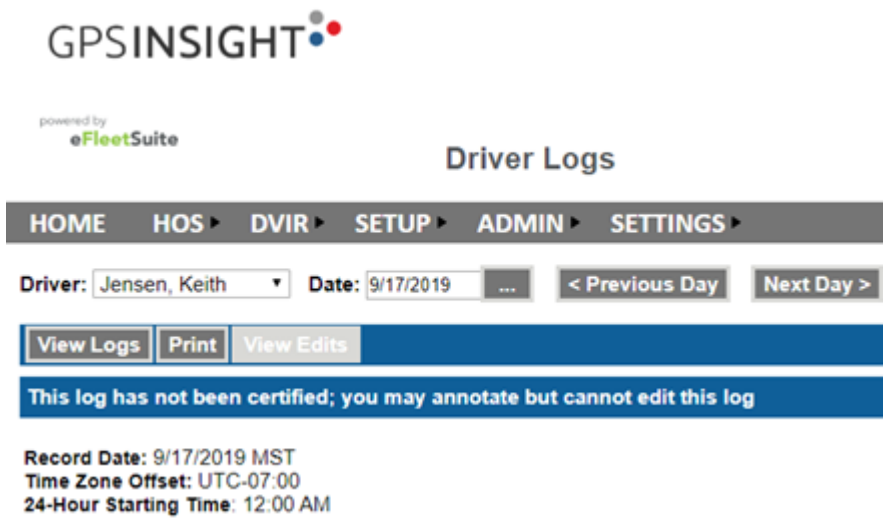 GPSINSIGHT
powered by
eFleetSuite
Driver Logs
HOME HOS DVIR SETUP ADMIN SETTINGS
Driver: Jensen, Keith Date: 9/17/2019 ... < Previous Day Next Day >
View Logs Print View Edits
This log has not been certified; you may annotate but cannot edit this log
Record Date: 9/17/2019 MST
Time Zone Offset: UTC-07:00
24-Hour Starting Time: 12:00 AM